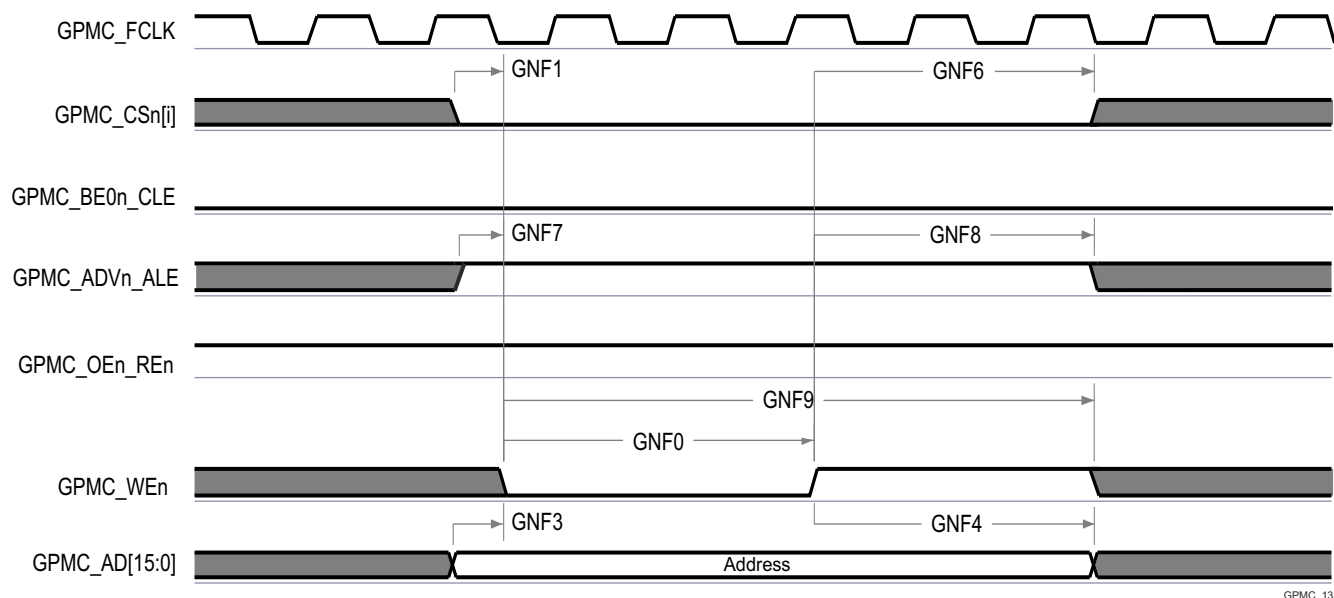 GPMC_FCLK
GNF1
GNF6
GPMC_CSn[i]
GPMC_BE0n_CLE
GNF7
GNF8
GPMC_ADVn_ALE
GPMC_OEn_REn
GNF9
GNF0
GPMC_WEn
GNF3
GNF4
GPMC_AD[15:0]
Address
GPMC_13